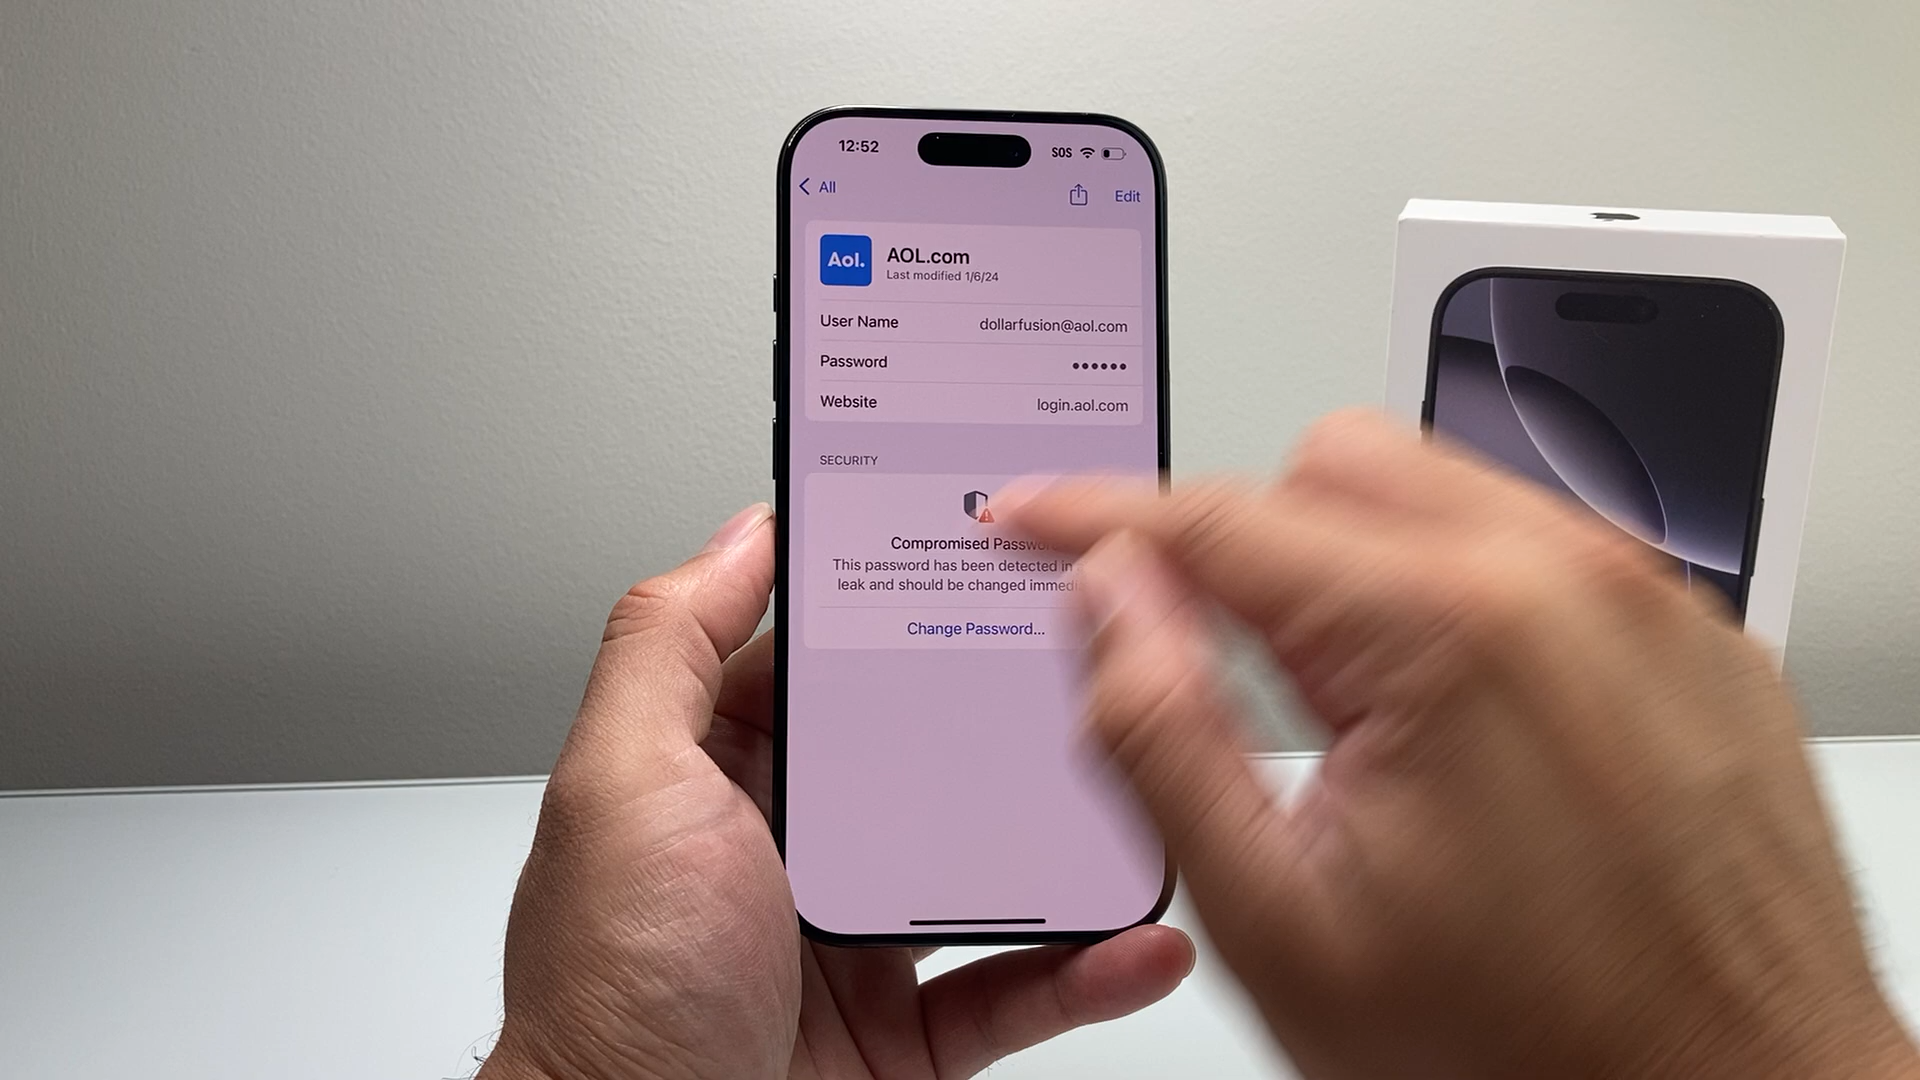 12:52
SOS
All
Edit
Aol.
AOL.com
Last modified 1/6/24
User Name
dollarfusion@aol.com
Password
••••••
Website
login.aol.com
SECURITY
Compromised
This password has been detected in
leak and should be changed
Change Password...